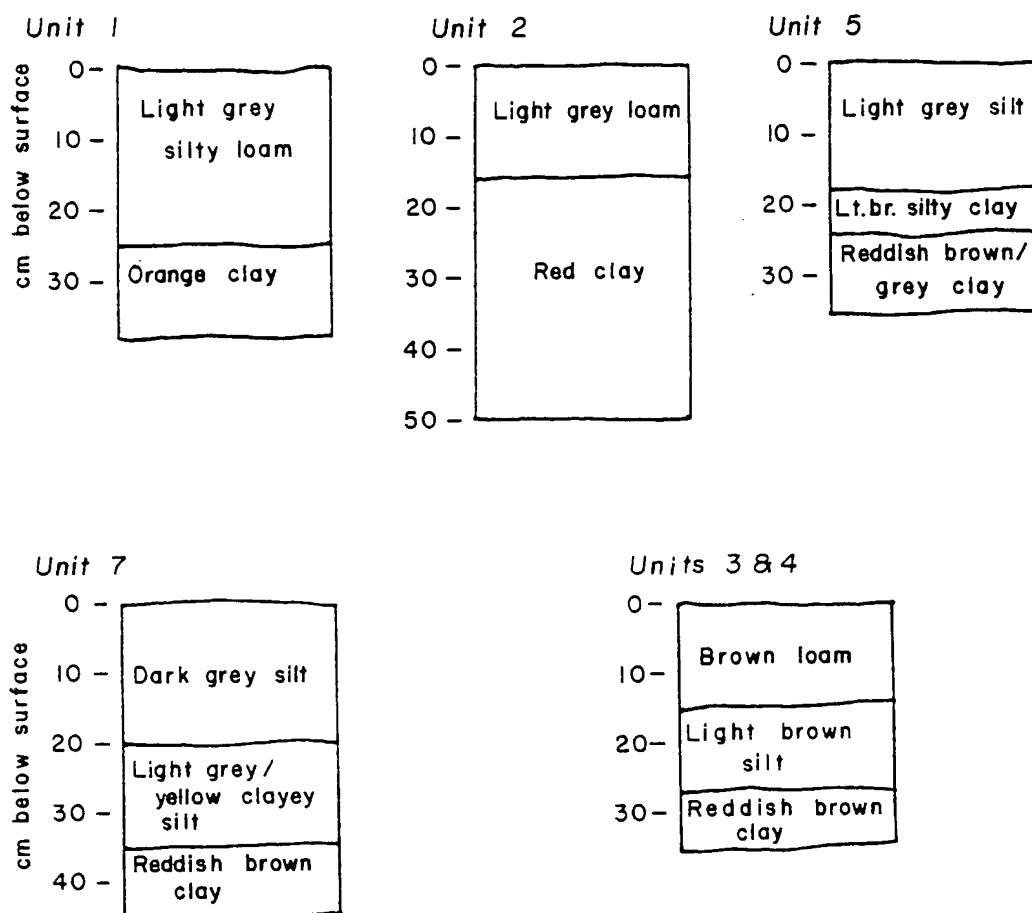 Unit 1
cm below surface
0
10
20
30
Light grey
silty loam
Orange clay
Unit 2
0
10
20
30
40
50
Light grey loam
Red clay
Unit 5
0
10
20
30
Light grey silt
Lt.br. silty clay
Reddish brown/
grey clay
Unit 7
cm below surface
0
10
20
30
40
Dark grey silt
Light grey/
yellow clayey
silt
Reddish brown
clay
Units 3 & 4
0
10
20
30
Brown loam
Light brown
silt
Reddish brown
clay